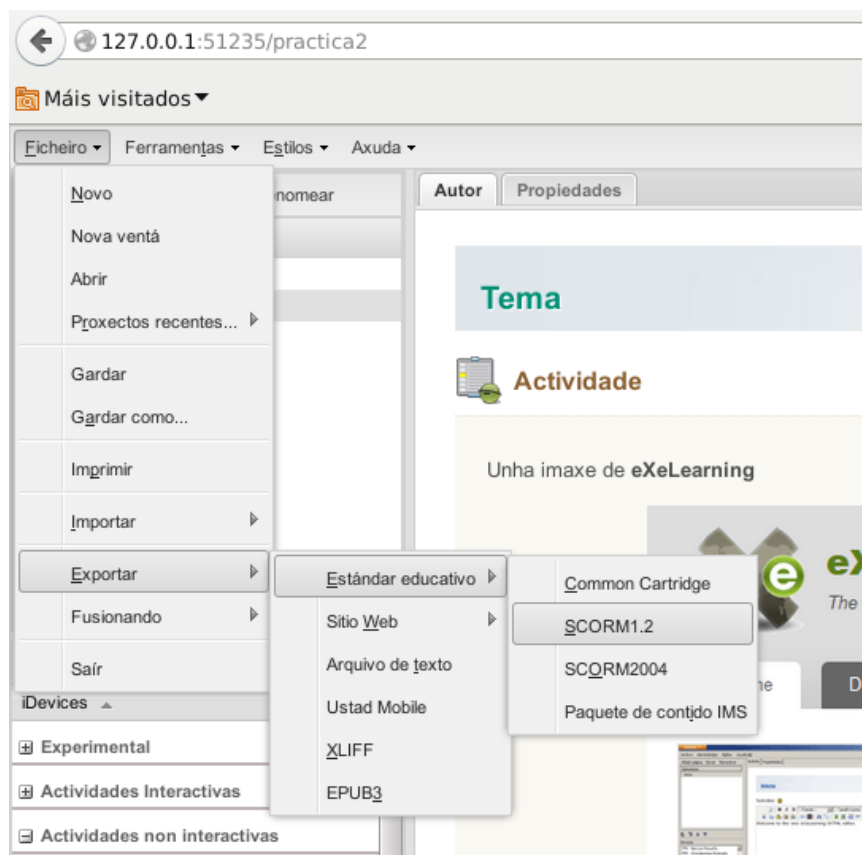 127.0.0.1:51235/practica2
Máis visitados
Ficheiro Ferramentas Estilos Axuda
Novo
nomear
Autor Propiedades
Nova ventá
Abrir
Tema
Proxectos recentes...
Gardar
Actividade
Gardar como...
Imprimir
Unha imaxe de eXeLearning
Importar
Exportar
Estándar educativo
Common Cartridge
e
eX
The
Fusionando
Sitio Web
SCORM1.2
Saír
Arquivo de texto
SCORM2004
ne
D
iDevices
Ustad Mobile
Paquete de contido IMS
Experimental
XLIFF
Actividades Interactivas
EPUB3
Actividades non interactivas